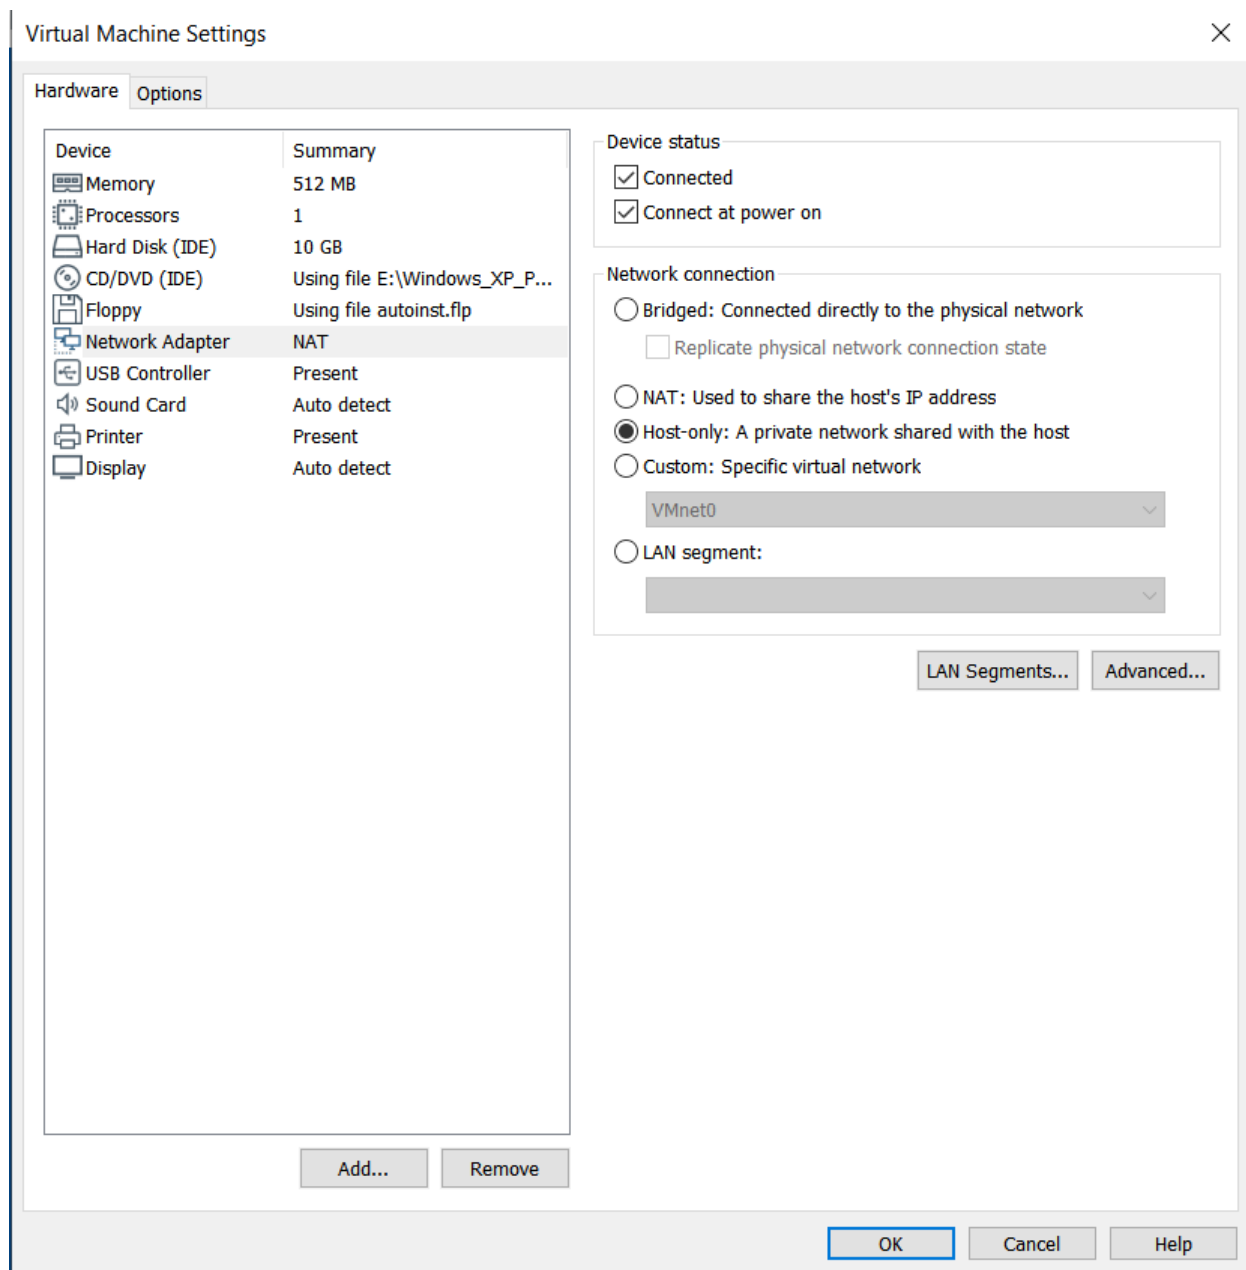 Virtual Machine Settings
Hardware
Options
Device Summary
Memory 512 MB
Processors 1
Hard Disk (IDE) 10 GB
CD/DVD (IDE) Using file E:\Windows_XP_P...
Floppy Using file autoinst.flp
Network Adapter NAT
USB Controller Present
Sound Card Auto detect
Printer Present
Display Auto detect
Add...
Remove
Device status
Connected
Connect at power on
Network connection
Bridged: Connected directly to the physical network
Replicate physical network connection state
NAT: Used to share the host's IP address
Host-only: A private network shared with the host
Custom: Specific virtual network
VMnet0
LAN segment:
LAN Segments...
Advanced...
OK
Cancel
Help